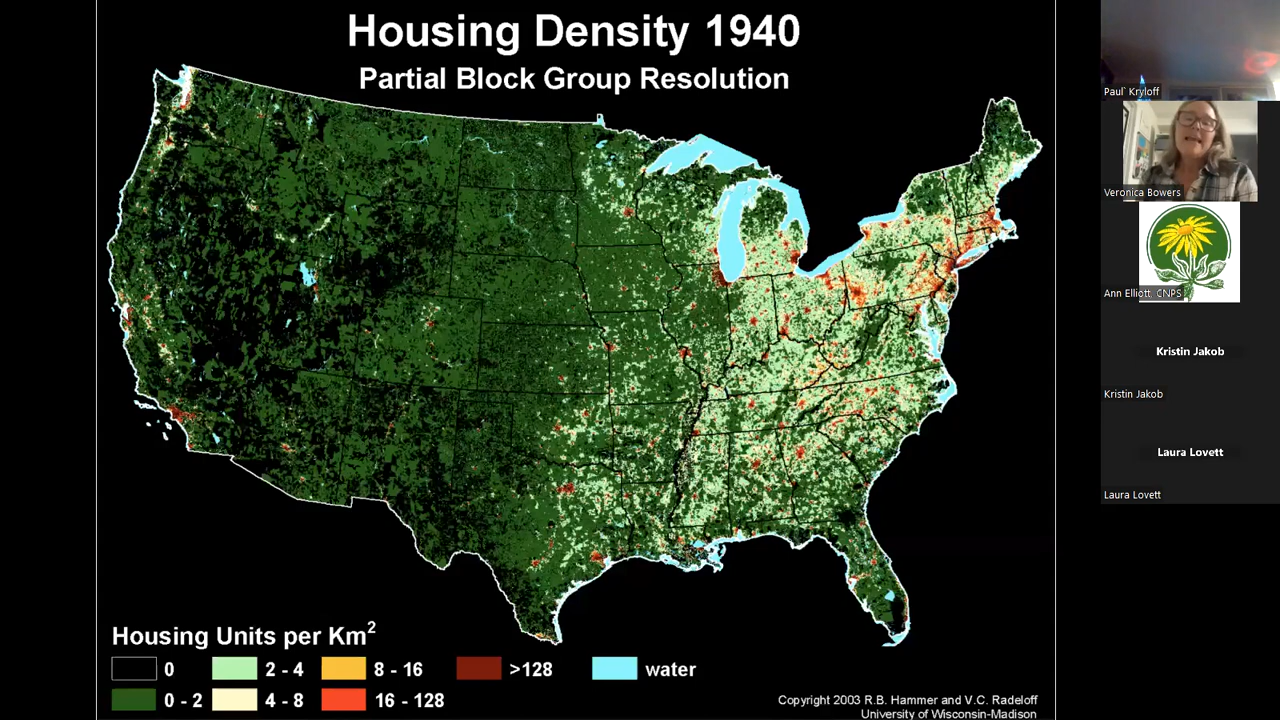 Housing Density 1940
Partial Block Group Resolution
Housing Units per Km²
0
2 - 4
8 - 16
>128
water
0 - 2
4 - 8
16 - 128
Copyright 2003 R.B. Hammer and V.C. Radeloff
University of Wisconsin-Madison
Paul` Kryloff
Veronica Bowers
Ann Elliott, CNPS
Kristin Jakob
Kristin Jakob
Laura Lovett
Laura Lovett